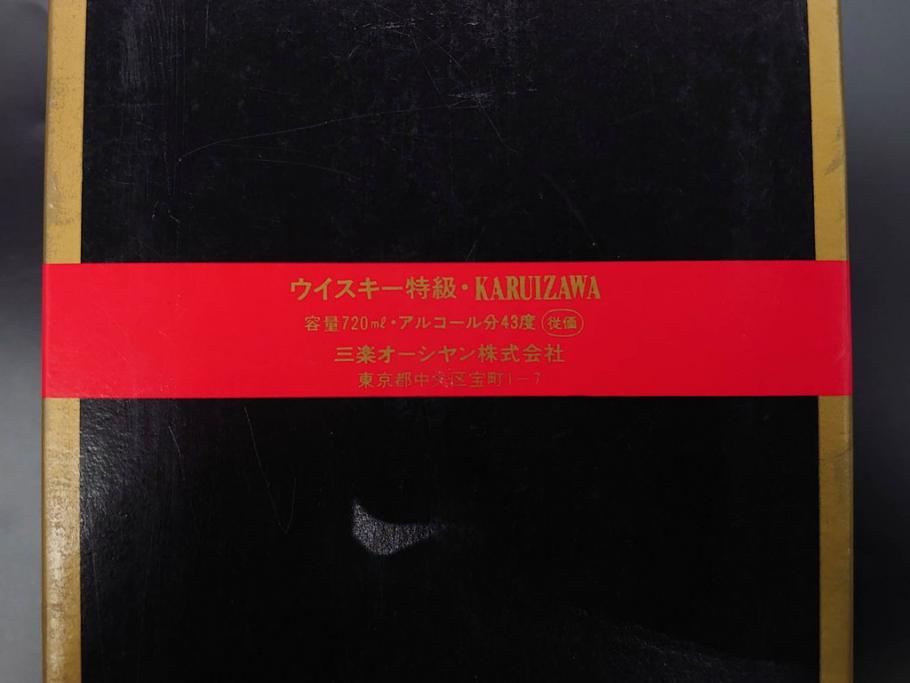 ウイスキー特級・KARUIZAWA
容量720ml・アルコール分43度 従価
三楽オーシヤン株式会社
東京都中央区宝町1-7